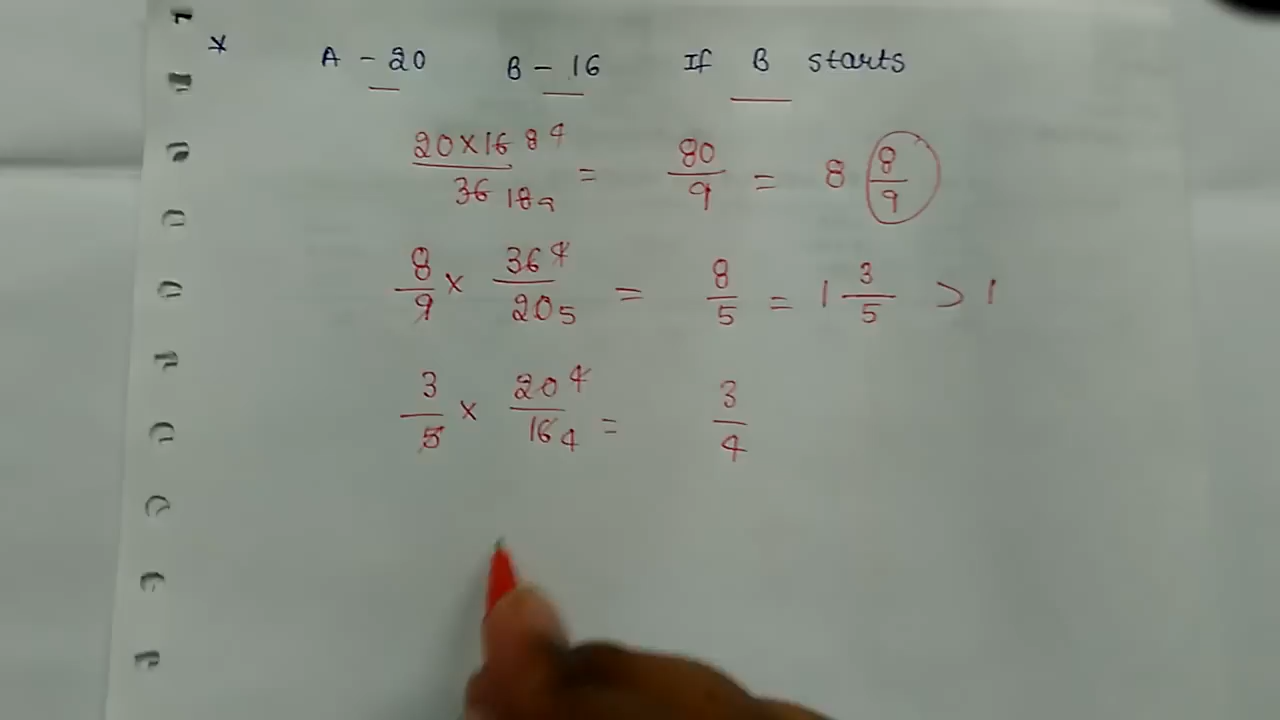 * A - 20 B - 16 If B starts
20 x 16 8 4 / 36 18 9 = 80 / 9 = 8 8 / 9
8 / 9 x 36 4 / 20 5 = 8 / 5 = 1 3 / 5 > 1
3 / 5 x 20 4 / 16 4 = 3 / 4